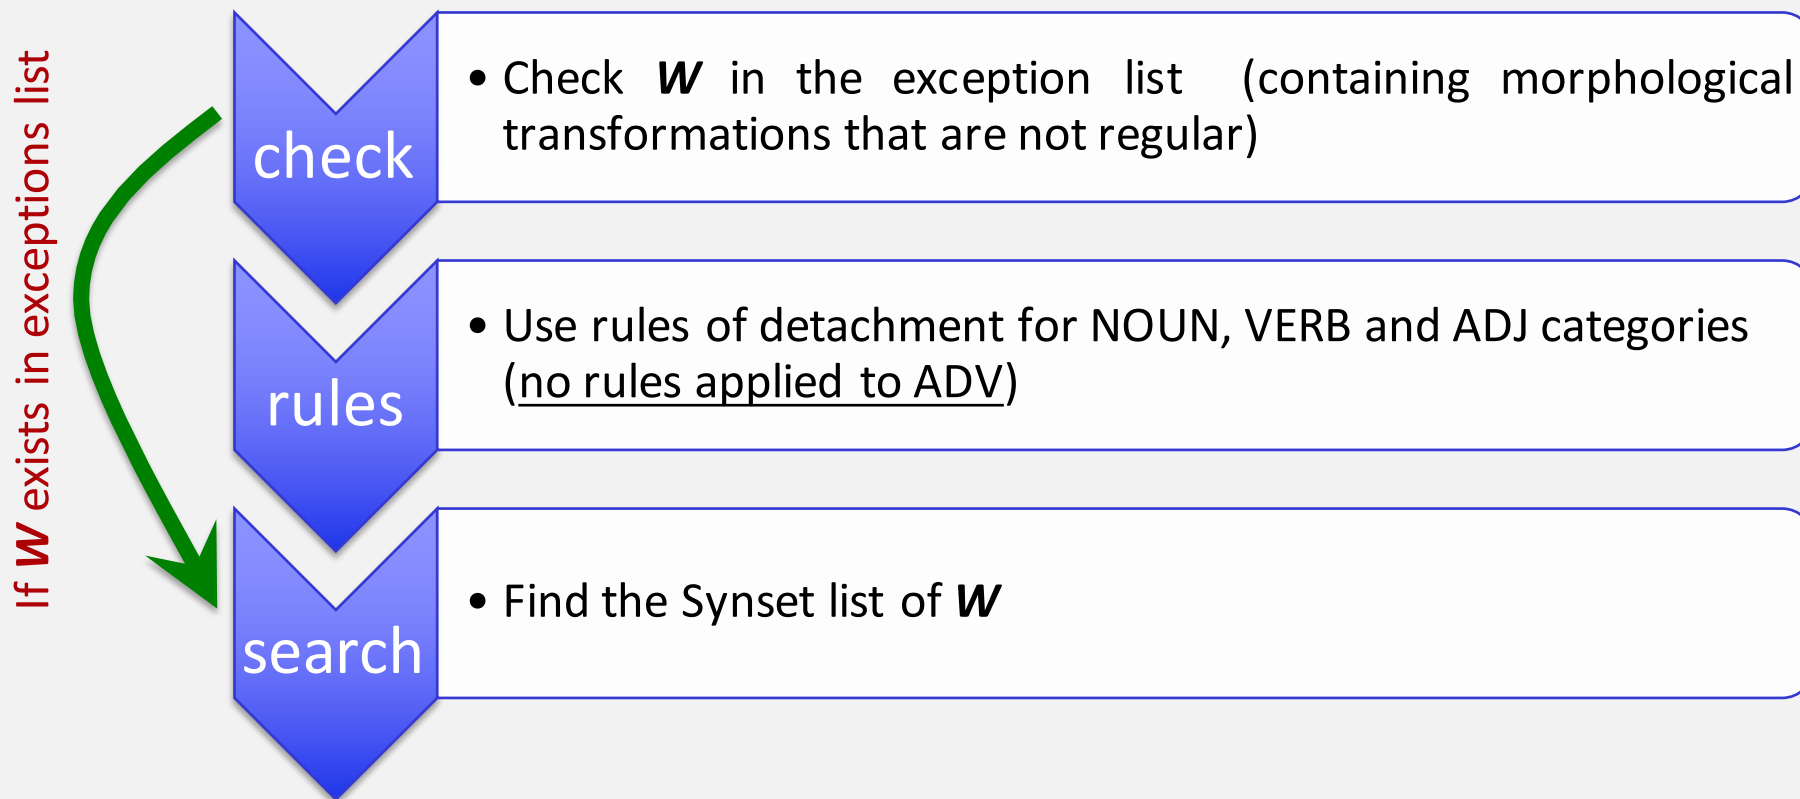 If W exists in exceptions list
check
• Check W in the exception list (containing morphological
transformations that are not regular)
rules
• Use rules of detachment for NOUN, VERB and ADJ categories
(no rules applied to ADV)
search
• Find the Synset list of W